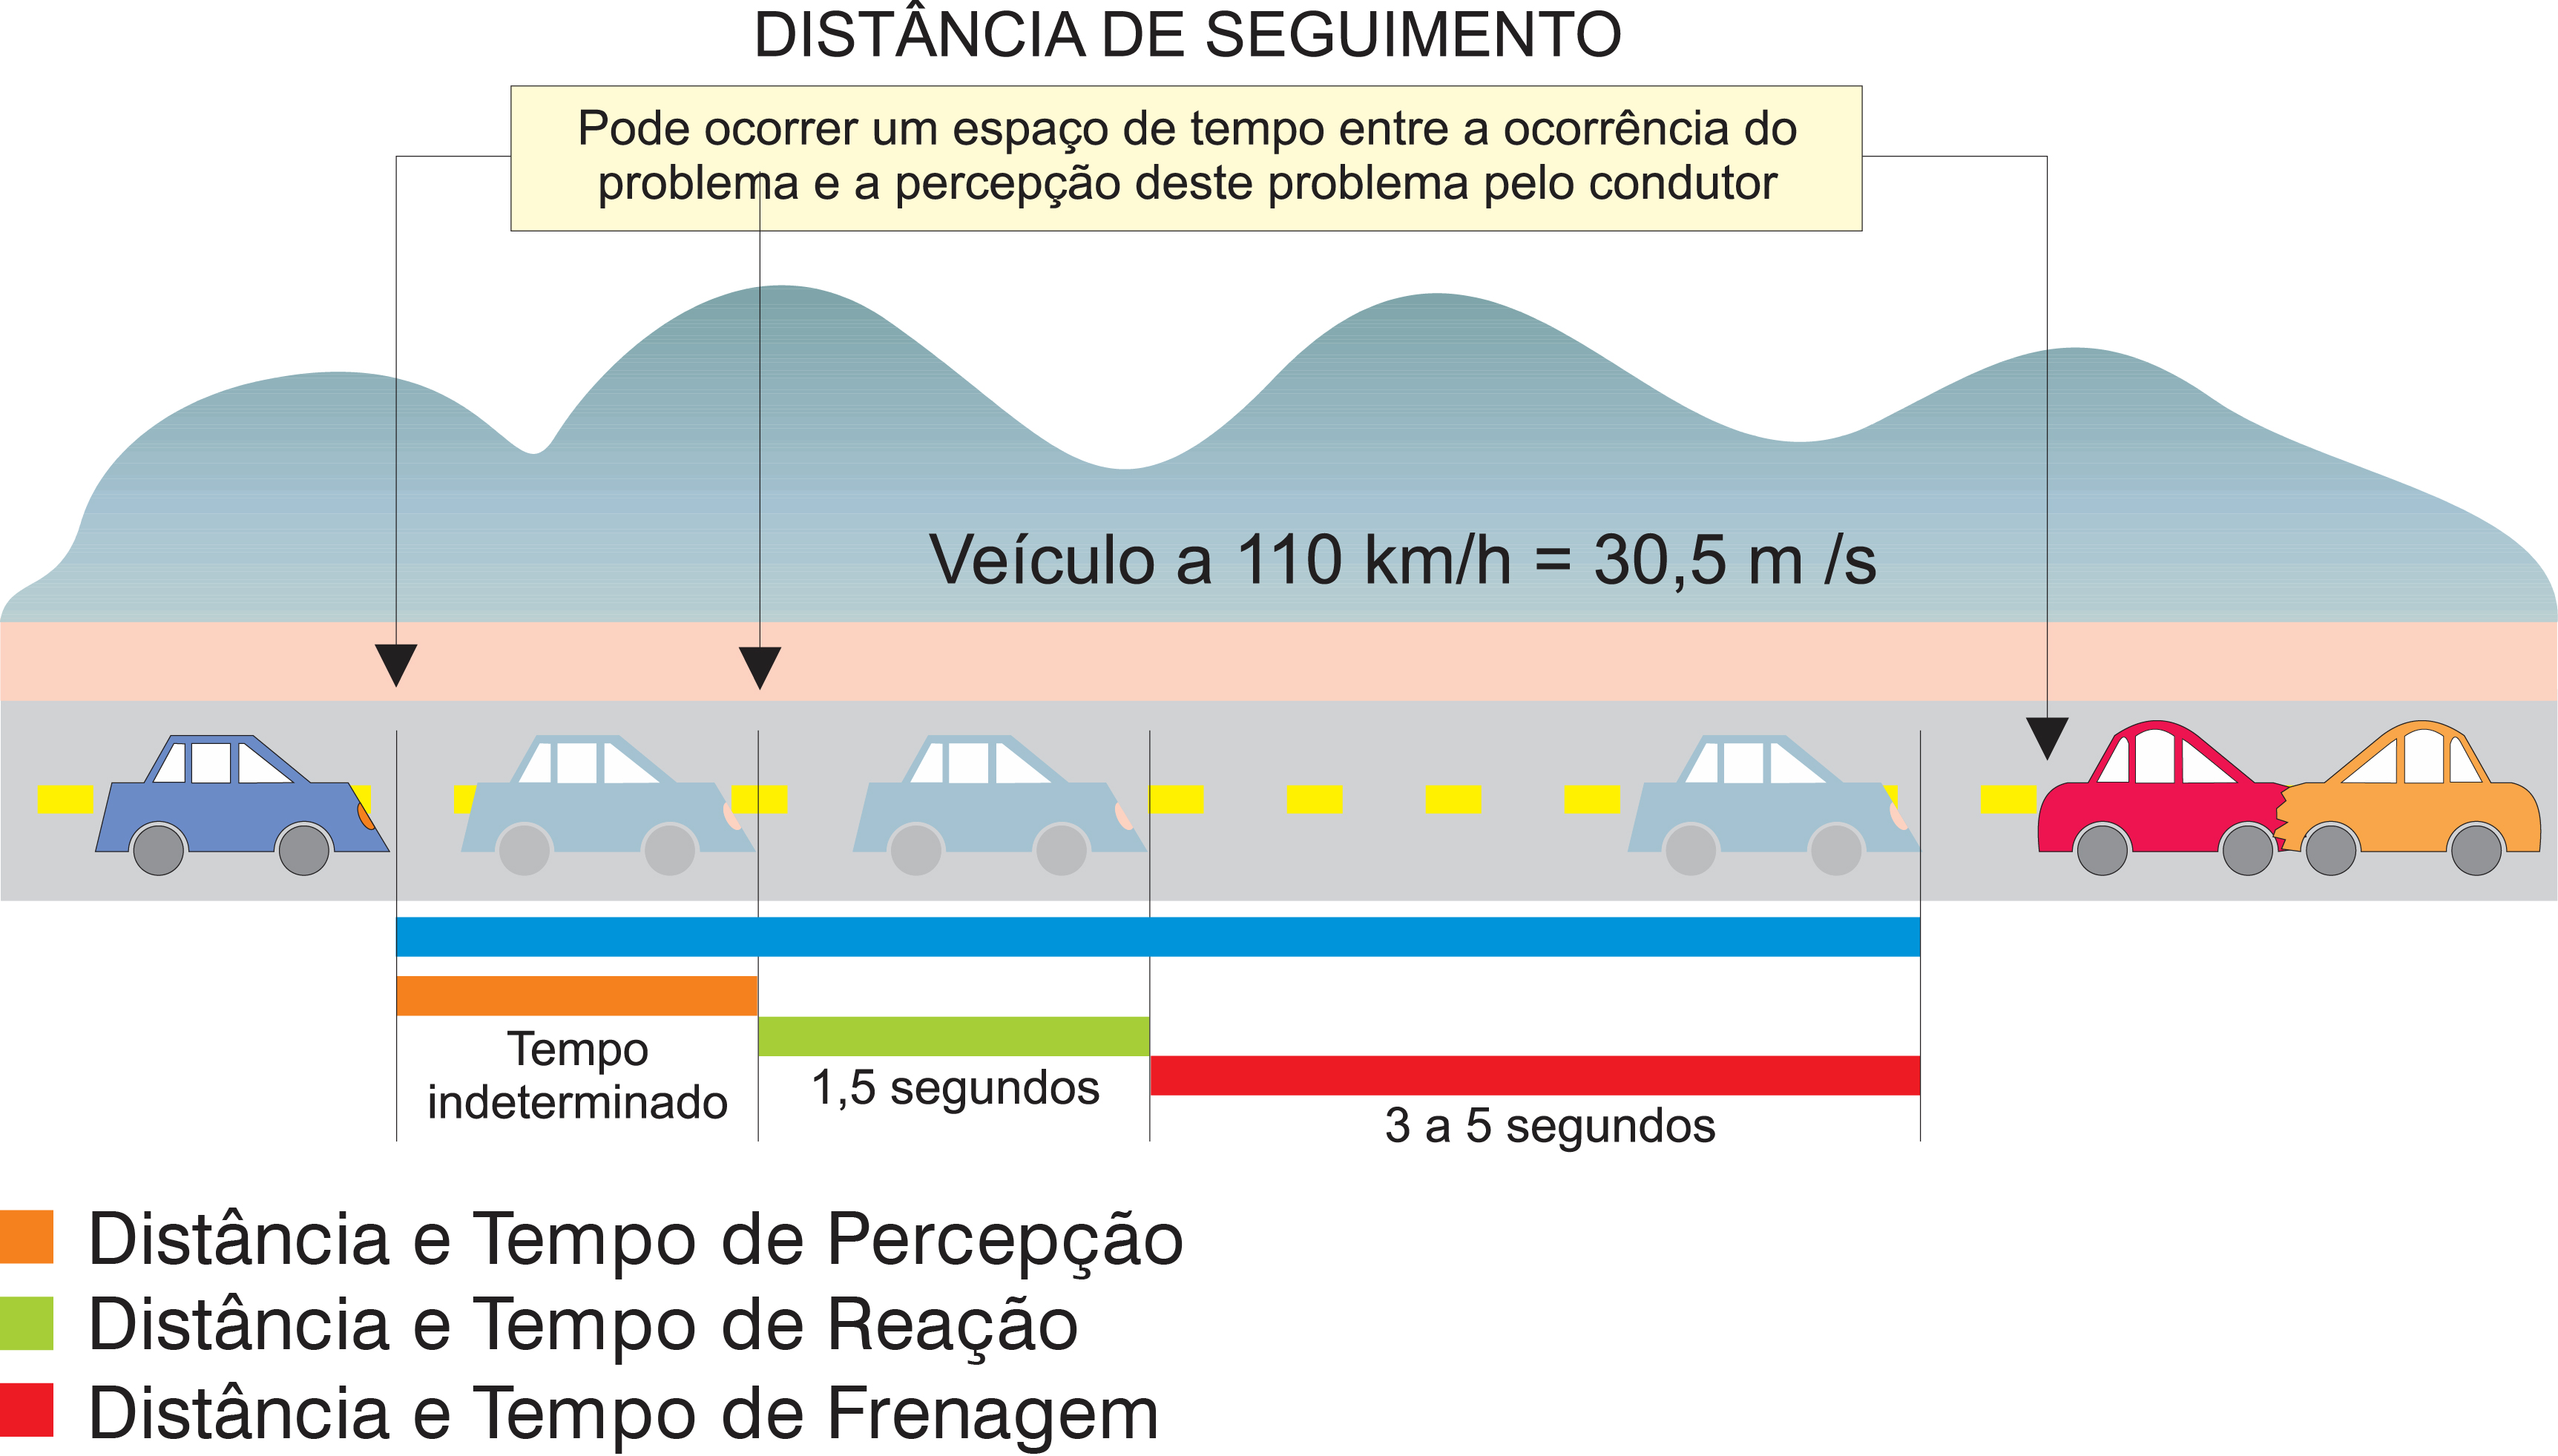 DISTÂNCIA DE SEGUIMENTO
Pode ocorrer um espaço de tempo entre a ocorrência do
problema e a percepção deste problema pelo condutor
Veículo a 110 km/h = 30,5 m /s
Tempo
indeterminado
1,5 segundos
3 a 5 segundos
Distância e Tempo de Percepção
Distância e Tempo de Reação
Distância e Tempo de Frenagem